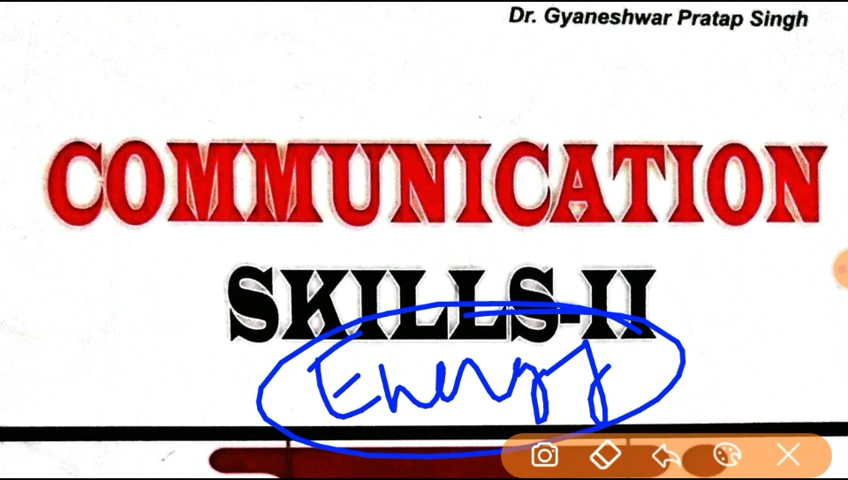 Dr. Gyaneshwar Pratap Singh
COMMUNICATION
SKILLS-II
Energy